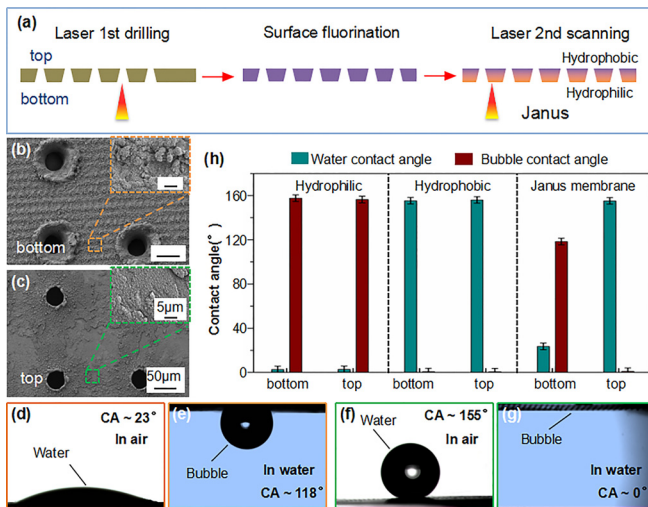 (a)
Laser 1st drilling
Surface fluorination
Laser 2nd scanning
top
Hydrophobic
bottom
Hydrophilic
Janus
(b)
bottom
(c)
5μm
top
50μm
(h)
Water contact angle
Bubble contact angle
Hydrophilic
Hydrophobic
Janus membrane
Contact angle(°)
160
120
80
40
0
bottom
top
bottom
top
bottom
top
(d)
CA ~ 23°
In air
Water
(e)
Bubble
In water
CA ~ 118°
(f)
Water
CA ~ 155°
In air
(g)
Bubble
In water
CA ~ 0°